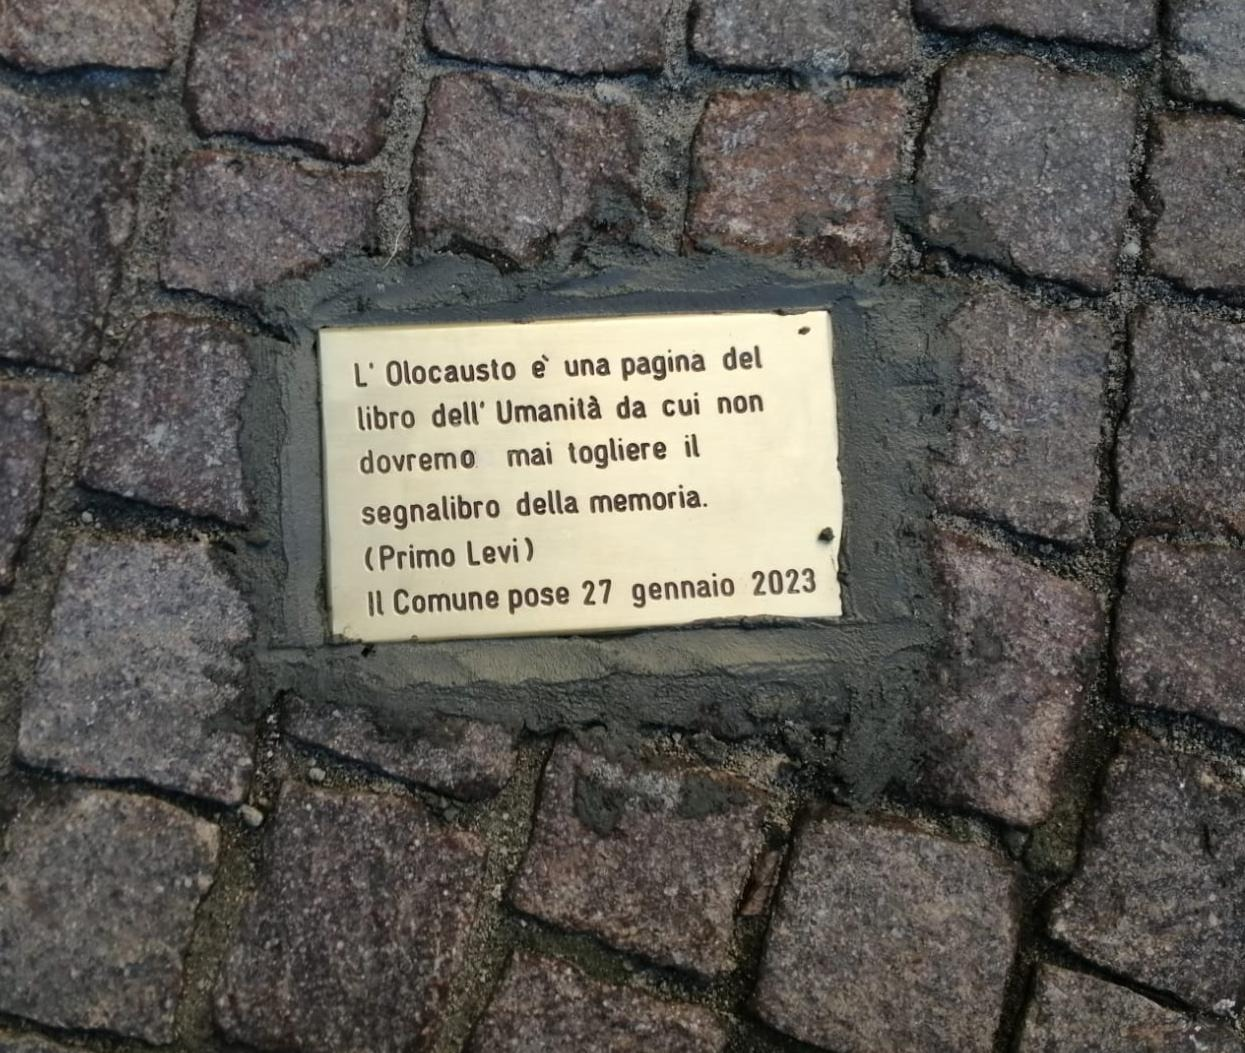 L' Olocausto è una pagina del
libro dell' Umanità da cui non
dovremo mai togliere il
segnalibro della memoria.
(Primo Levi)
Il Comune pose 27 gennaio 2023